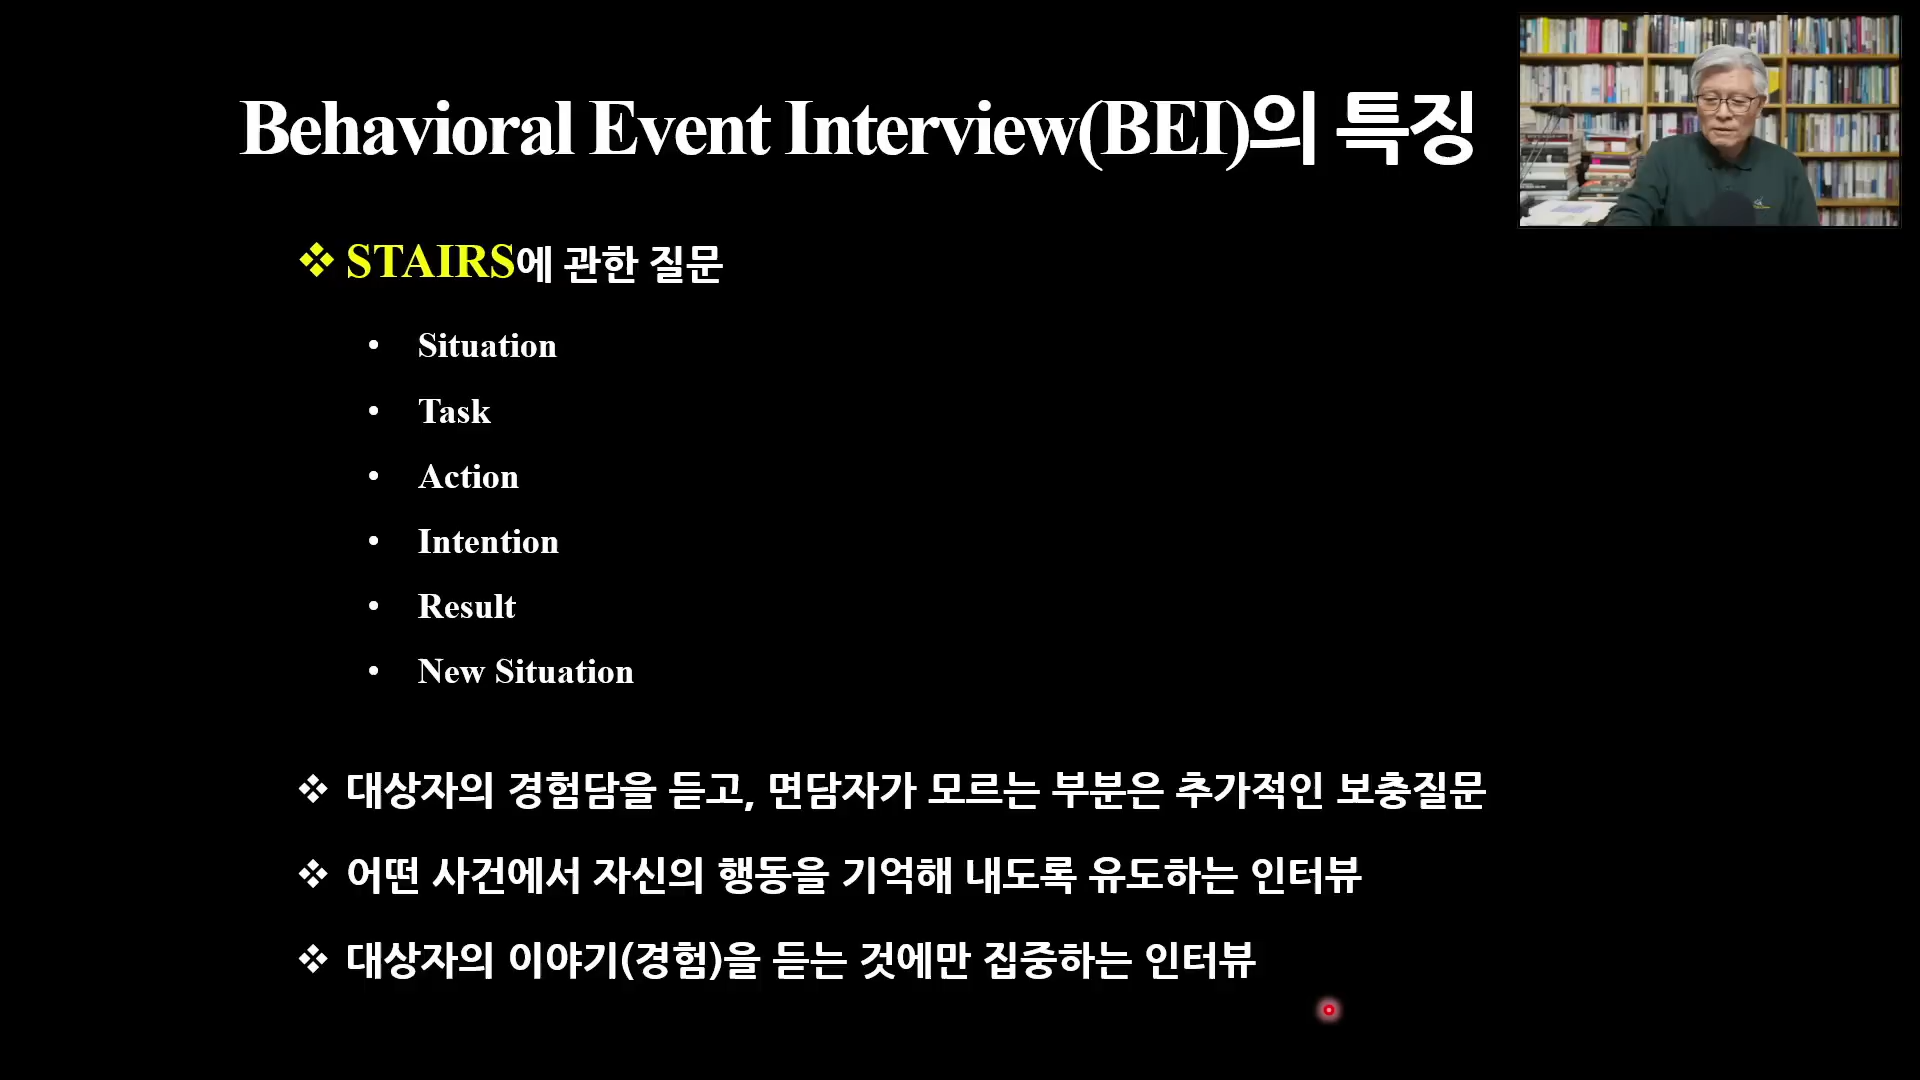 Behavioral Event Interview(BEI)의 특징
❖ STAIRS에 관한 질문
• Situation
• Task
• Action
• Intention
• Result
• New Situation
❖ 대상자의 경험담을 듣고, 면담자가 모르는 부분은 추가적인 보충질문
❖ 어떤 사건에서 자신의 행동을 기억해 내도록 유도하는 인터뷰
❖ 대상자의 이야기(경험)을 듣는 것에만 집중하는 인터뷰